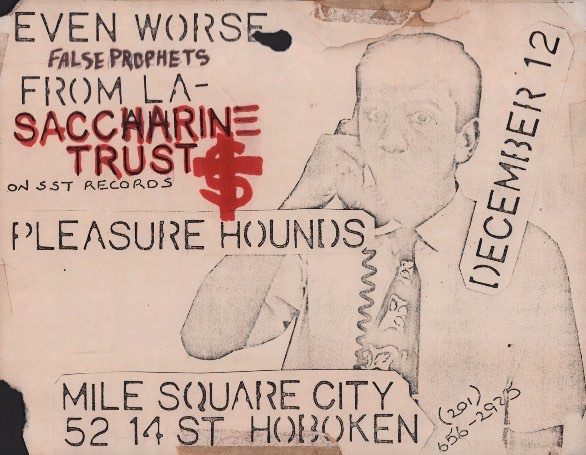 EVEN WORSE
FALSE PROPHETS
FROM LA-
SACCHARINE
TRUST
ON SST RECORDS
PLEASURE HOUNDS
DECEMBER 12
MILE SQUARE CITY
52 14 ST HOBOKEN
(201)
656-2925